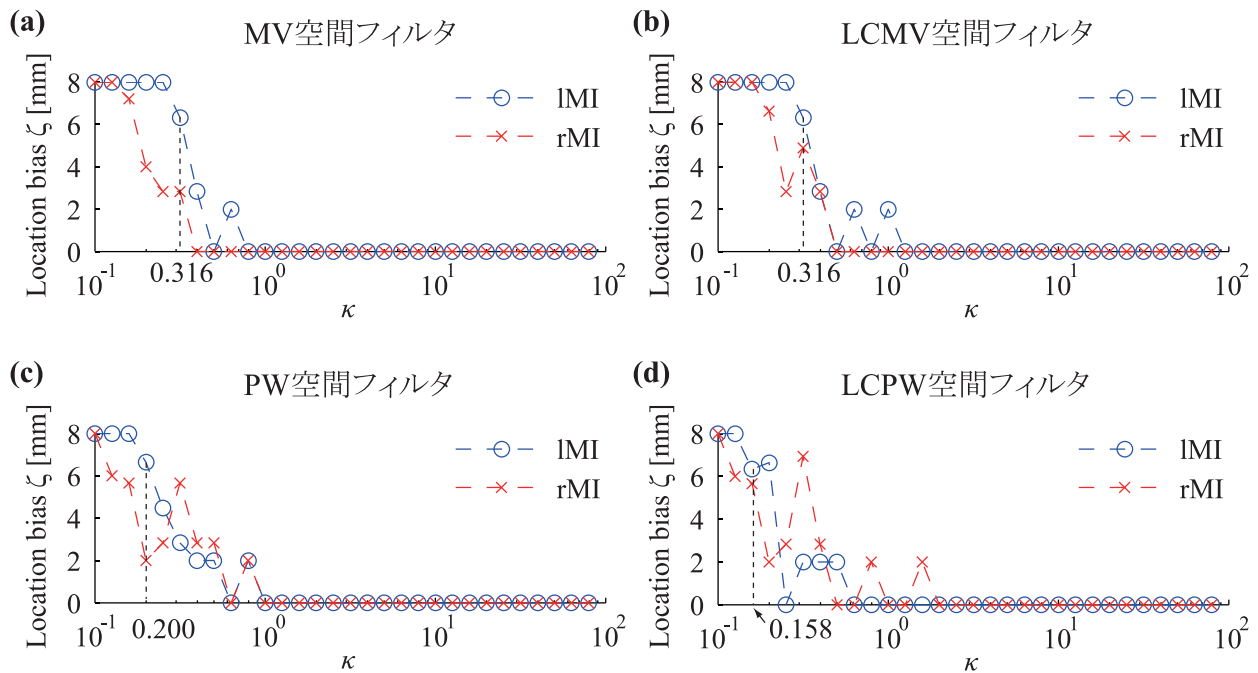 (a)
MV空間フィルタ
Location bias ζ [mm]
8
6
4
2
0
lMI
rMI
0.316
10^-1
10^0
10^1
10^2
κ
(b)
LCMV空間フィルタ
Location bias ζ [mm]
8
6
4
2
0
lMI
rMI
0.316
10^-1
10^0
10^1
10^2
κ
(c)
PW空間フィルタ
Location bias ζ [mm]
8
6
4
2
0
lMI
rMI
10^-1
0.200
10^0
10^1
10^2
κ
(d)
LCPW空間フィルタ
Location bias ζ [mm]
8
6
4
2
0
lMI
rMI
10^-1
0.158
10^0
10^1
10^2
κ